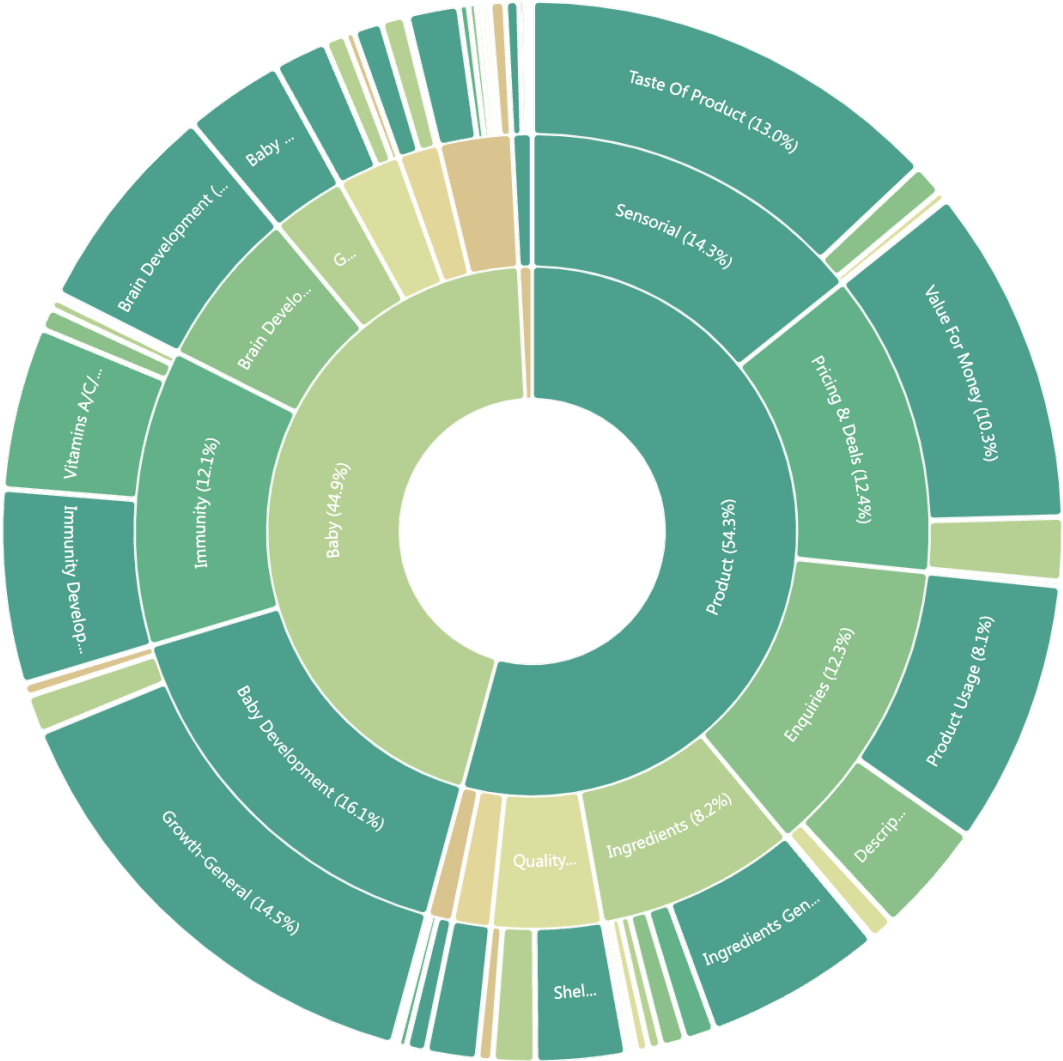 Taste Of Product (13.0%)
Sensorial (14.3%)
Value For Money (10.3%)
Pricing & Deals (12.4%)
Product (54.3%)
Product Usage (8.1%)
Enquiries (12.3%)
Descrip...
Ingredients (8.2%)
Ingredients Gen...
Quality...
Shel...
Baby (44.9%)
Baby Development (16.1%)
Growth-General (14.5%)
Immunity (12.1%)
Immunity Develop...
Vitamins A/C/...
Brain Develo...
Brain Development (...
G...
Baby ...